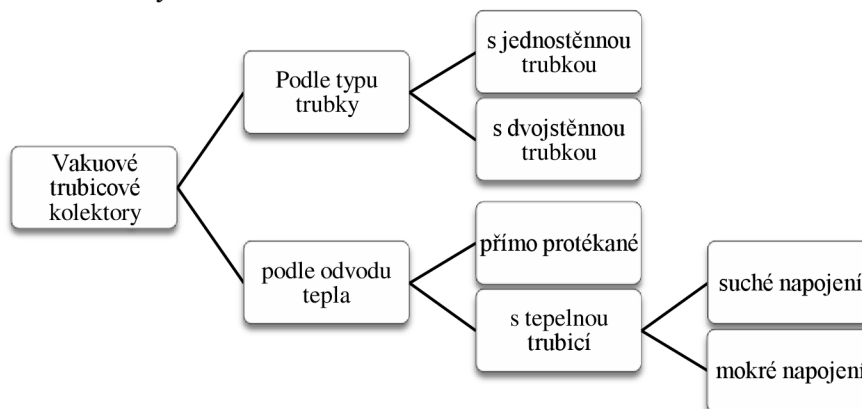 Vakuové
trubicové
kolektory
Podle typu
trubky
s jednostěnnou
trubkou
s dvojstěnnou
trubkou
podle odvodu
tepla
přímo protékané
s tepelnou
trubicí
suché napojení
mokré napojení